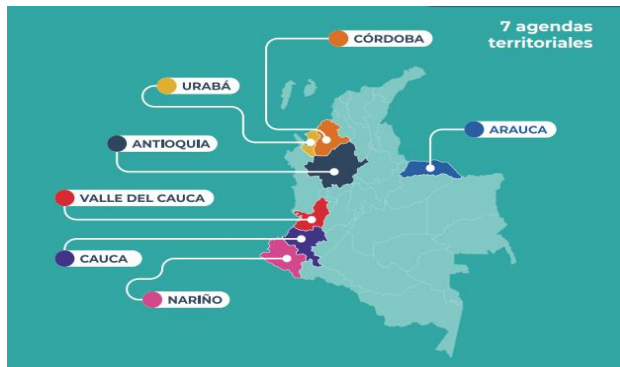 7 agendas
territoriales
CÓRDOBA
URABÁ
ANTIOQUIA
ARAUCA
VALLE DEL CAUCA
CAUCA
NARIÑO